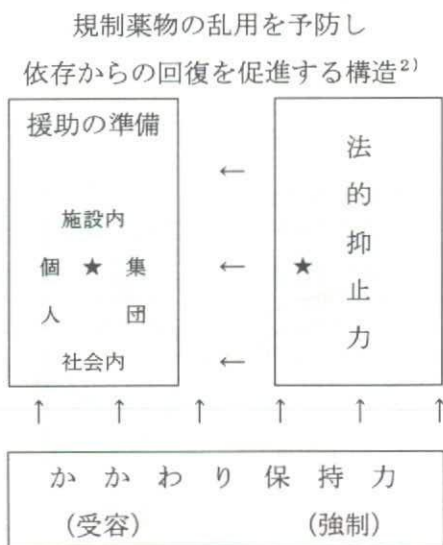 規制薬物の乱用を予防し
依存からの回復を促進する構造2)
援助の準備
施設内
個 ★ 集
人 団
社会内
←
←
←
★
法的抑止力
↑ ↑ ↑ ↑ ↑ ↑
かかわり保持力
(受容) (強制)